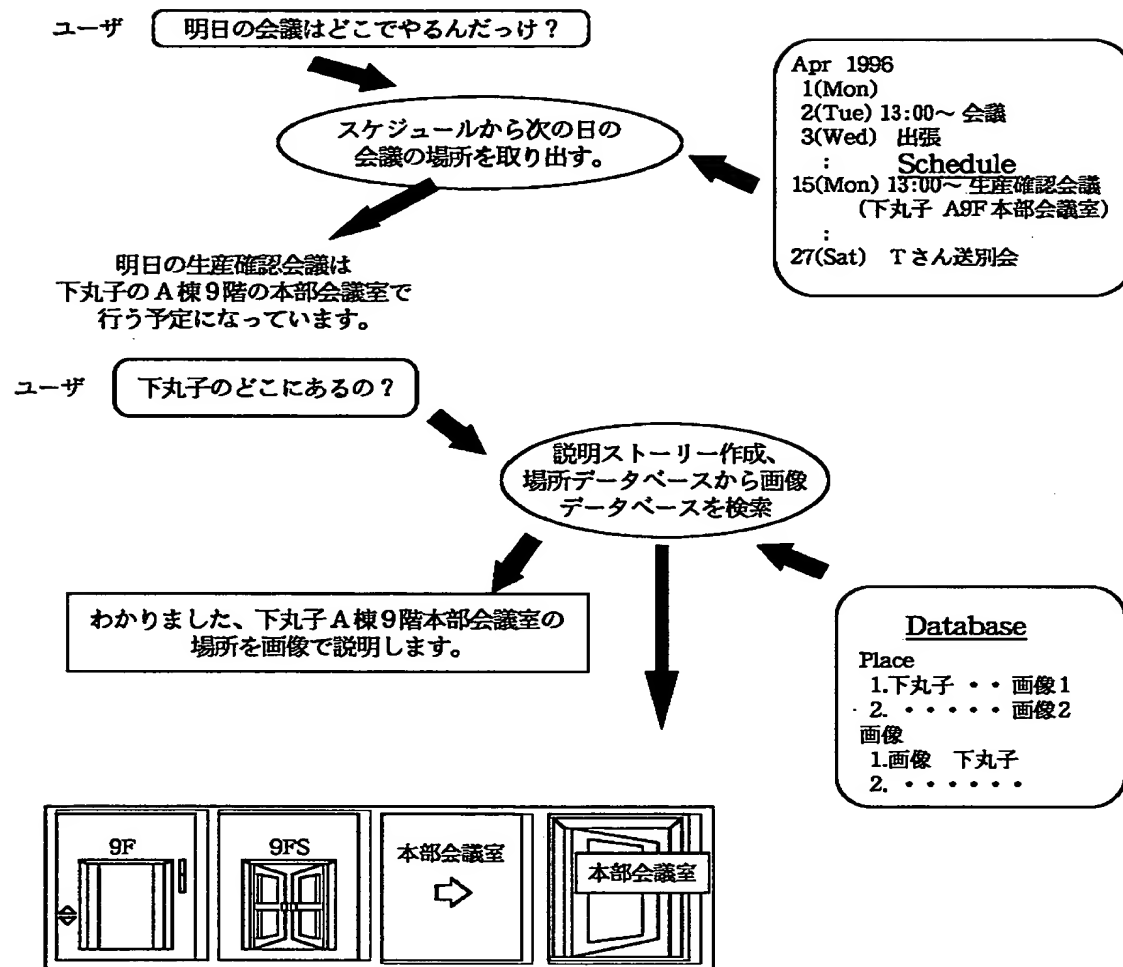 ユーザ
明日の会議はどこでやるんだっけ？
スケジュールから次の日の
会議の場所を取り出す。
Apr 1996
1(Mon)
2(Tue) 13:00～ 会議
3(Wed) 出張
:
Schedule
15(Mon) 13:00～ 生産確認会議
(下丸子 A9F本部会議室)
:
27(Sat) Tさん送別会
明日の生産確認会議は
下丸子のA棟9階の本部会議室で
行う予定になっています。
ユーザ
下丸子のどこにあるの？
説明ストーリー作成、
場所データベースから画像
データベースを検索
わかりました、下丸子A棟9階本部会議室の
場所を画像で説明します。
Database
Place
1.下丸子 ・・ 画像1
2. ・・・・・ 画像2
画像
1.画像 下丸子
2. ・・・・・・
9F
9FS
本部会議室
本部会議室